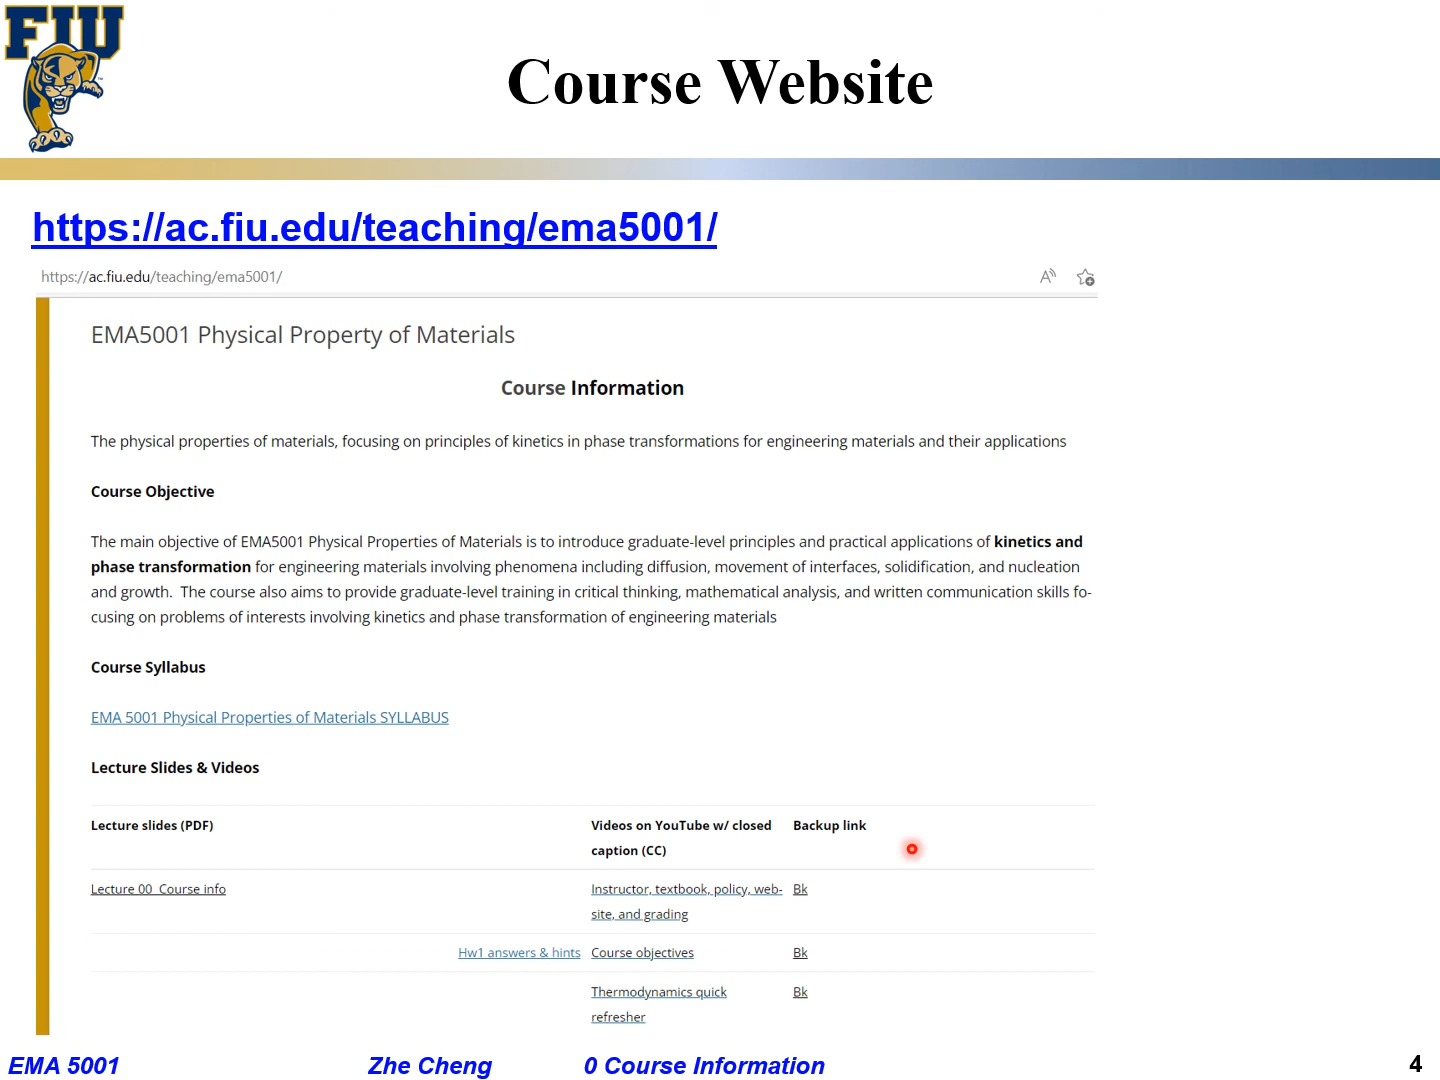 FIU
Course Website
https://ac.fiu.edu/teaching/ema5001/
https://ac.fiu.edu/teaching/ema5001/
EMA5001 Physical Property of Materials
Course Information
The physical properties of materials, focusing on principles of kinetics in phase transformations for engineering materials and their applications
Course Objective
The main objective of EMA5001 Physical Properties of Materials is to introduce graduate-level principles and practical applications of kinetics and
phase transformation for engineering materials involving phenomena including diffusion, movement of interfaces, solidification, and nucleation
and growth.  The course also aims to provide graduate-level training in critical thinking, mathematical analysis, and written communication skills fo-
cusing on problems of interests involving kinetics and phase transformation of engineering materials
Course Syllabus
EMA 5001 Physical Properties of Materials SYLLABUS
Lecture Slides & Videos
Lecture slides (PDF) Videos on YouTube w/ closed Backup link
caption (CC)
Lecture 00  Course info Instructor, textbook, policy, web- Bk
site, and grading
Hw1 answers & hints Course objectives Bk
Thermodynamics quick Bk
refresher
EMA 5001 Zhe Cheng 0 Course Information 4